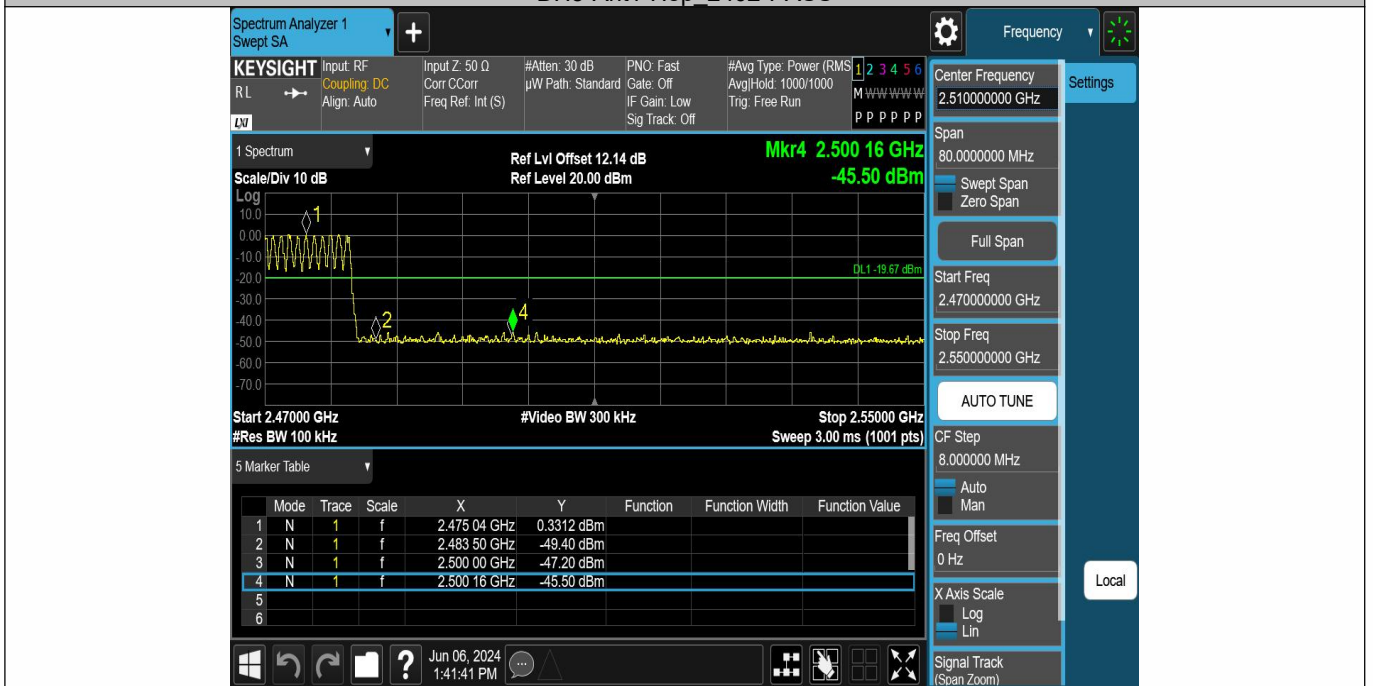 Spectrum Analyzer 1
Swept SA
+
Frequency
KEYSIGHT
RL
LXI
Input: RF
Coupling: DC
Align: Auto
Input Z: 50 Ω
Corr CCorr
Freq Ref: Int (S)
#Atten: 30 dB
µW Path: Standard
PNO: Fast
Gate: Off
IF Gain: Low
Sig Track: Off
#Avg Type: Power (RMS
Avg|Hold: 1000/1000
Trig: Free Run
1 2 3 4 5 6
M W W W W W
P P P P P P
1 Spectrum
Scale/Div 10 dB
Ref Lvl Offset 12.14 dB
Ref Level 20.00 dBm
Mkr4 2.500 16 GHz
-45.50 dBm
Log
10.0
0.00
-10.0
-20.0
-30.0
-40.0
-50.0
-60.0
-70.0
1
2
4
DL1 -19.67 dBm
Start 2.47000 GHz
#Video BW 300 kHz
Stop 2.55000 GHz
#Res BW 100 kHz
Sweep 3.00 ms (1001 pts)
5 Marker Table
Mode Trace Scale X Y Function Function Width Function Value
1 N 1 f 2.475 04 GHz 0.3312 dBm
2 N 1 f 2.483 50 GHz -49.40 dBm
3 N 1 f 2.500 00 GHz -47.20 dBm
4 N 1 f 2.500 16 GHz -45.50 dBm
5
6
?
Jun 06, 2024
1:41:41 PM
Center Frequency
2.510000000 GHz
Settings
Span
80.0000000 MHz
Swept Span
Zero Span
Full Span
Start Freq
2.470000000 GHz
Stop Freq
2.550000000 GHz
AUTO TUNE
CF Step
8.000000 MHz
Auto
Man
Freq Offset
0 Hz
X Axis Scale
Log
Lin
Local
Signal Track
(Span Zoom)